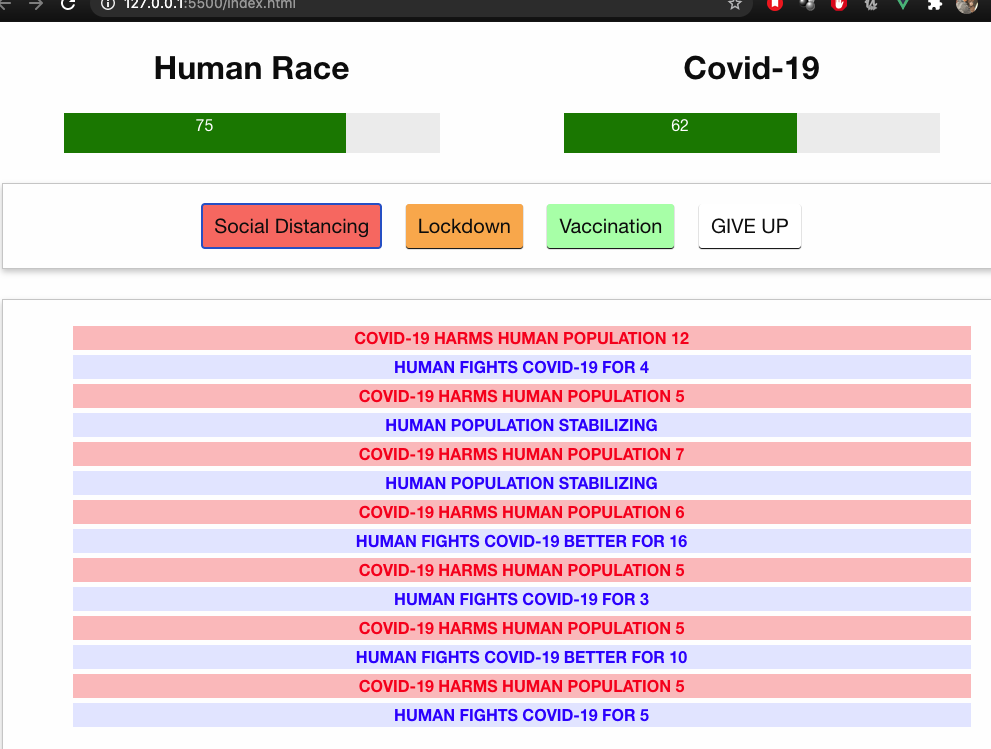 127.0.0.1:5500/index.html
Human Race Covid-19
75 62
Social Distancing Lockdown Vaccination GIVE UP
COVID-19 HARMS HUMAN POPULATION 12
HUMAN FIGHTS COVID-19 FOR 4
COVID-19 HARMS HUMAN POPULATION 5
HUMAN POPULATION STABILIZING
COVID-19 HARMS HUMAN POPULATION 7
HUMAN POPULATION STABILIZING
COVID-19 HARMS HUMAN POPULATION 6
HUMAN FIGHTS COVID-19 BETTER FOR 16
COVID-19 HARMS HUMAN POPULATION 5
HUMAN FIGHTS COVID-19 FOR 3
COVID-19 HARMS HUMAN POPULATION 5
HUMAN FIGHTS COVID-19 BETTER FOR 10
COVID-19 HARMS HUMAN POPULATION 5
HUMAN FIGHTS COVID-19 FOR 5